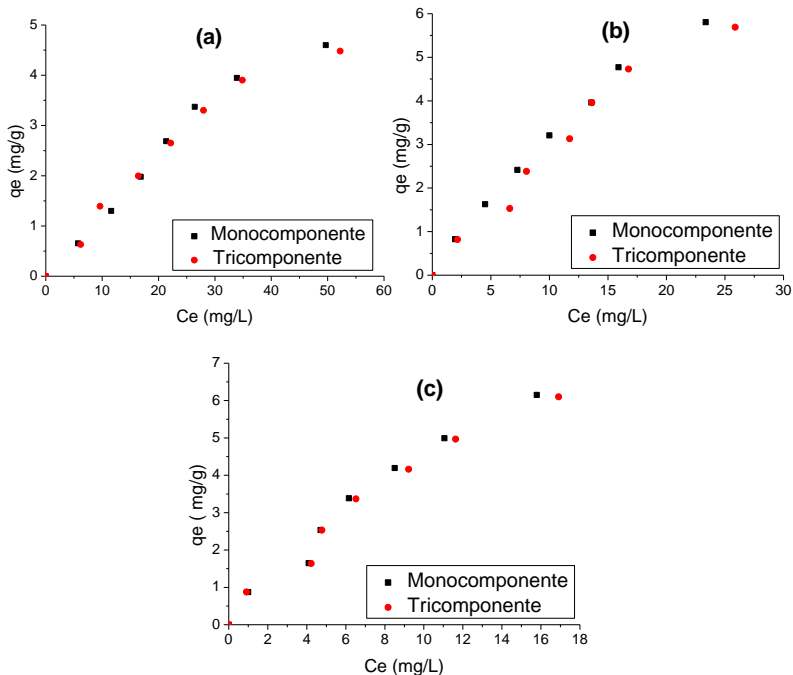 (a)
qe (mg/g)
5
4
3
2
1
0
0 10 20 30 40 50 60
Ce (mg/L)
Monocomponente
Tricomponente
(b)
qe (mg/g)
6
5
4
3
2
1
0
0 5 10 15 20 25 30
Ce (mg/L)
Monocomponente
Tricomponente
(c)
qe ( mg/g)
7
6
5
4
3
2
1
0
0 2 4 6 8 10 12 14 16 18
Ce (mg/L)
Monocomponente
Tricomponente